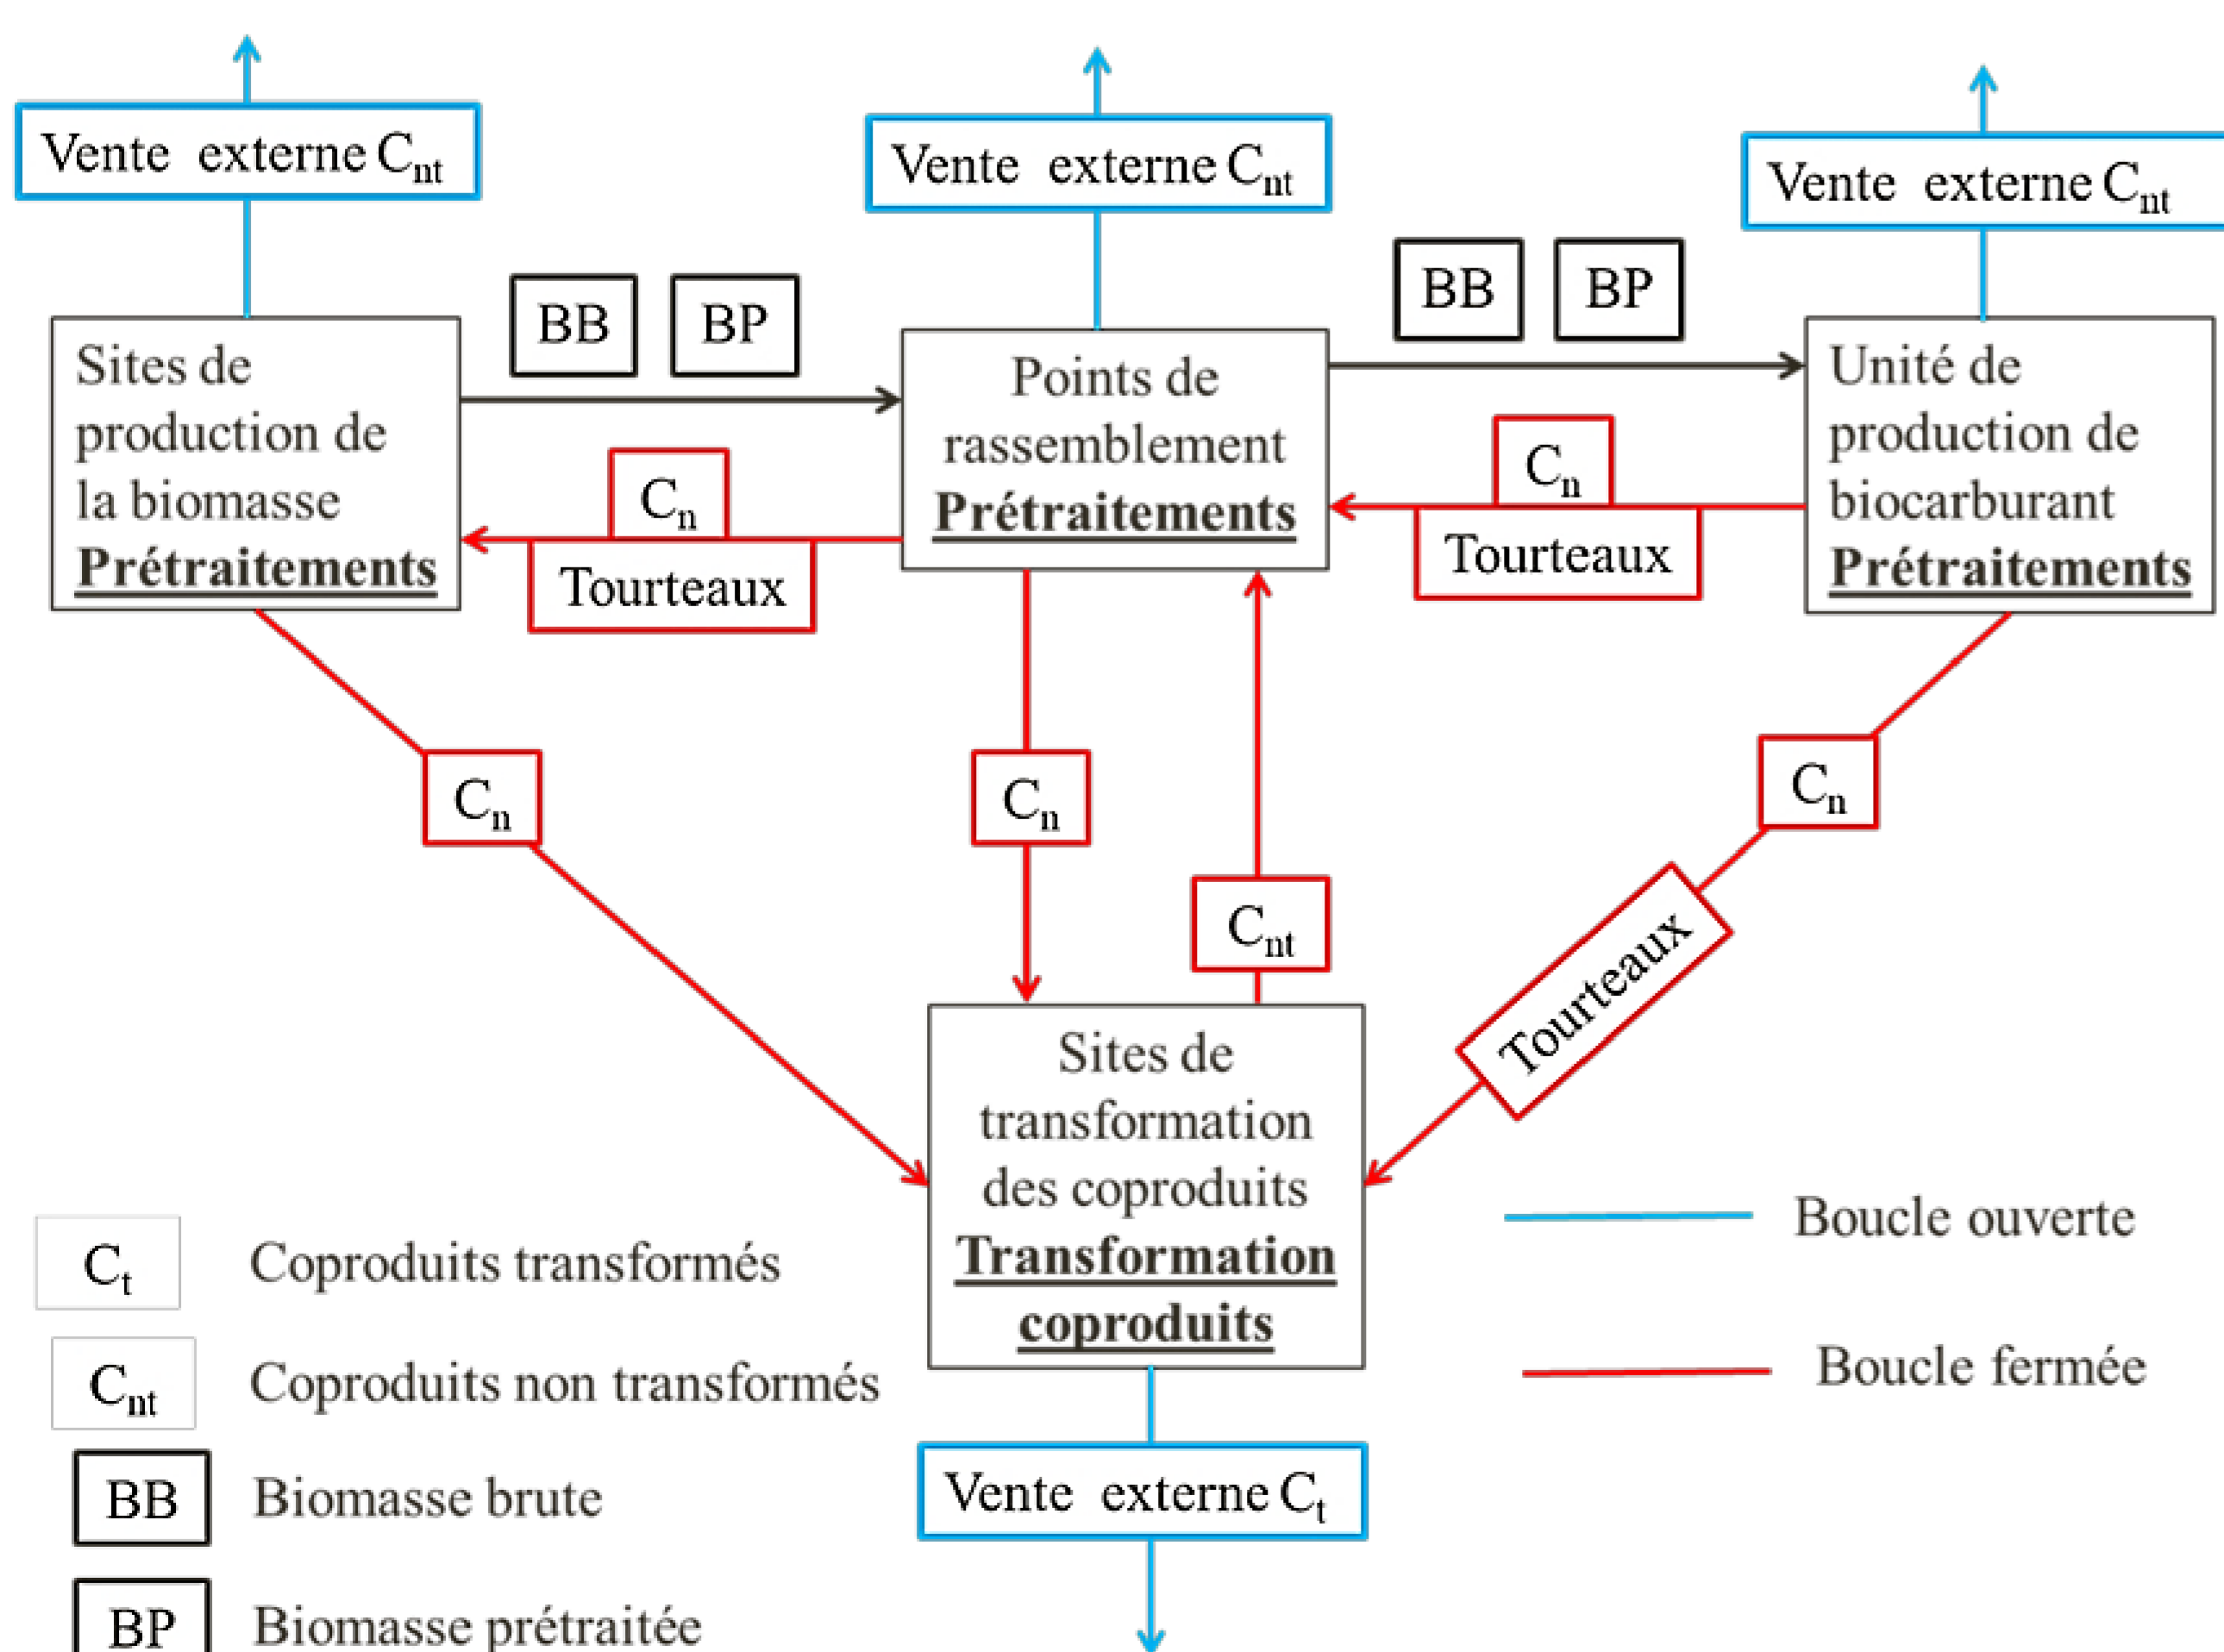 Vente externe Cnt
Vente externe Cnt
Vente externe Cnt
BB
BP
BB
BP
Sites de
production de
la biomasse
Prétraitements
Points de
rassemblement
Prétraitements
Unité de
production de
biocarburant
Prétraitements
Cn
Tourteaux
Cn
Tourteaux
Cn
Cn
Cn
Cnt
Tourteaux
Sites de
transformation
des coproduits
Transformation
coproduits
Vente externe Ct
Ct Coproduits transformés
Cnt Coproduits non transformés
BB Biomasse brute
BP Biomasse prétraitée
Boucle ouverte
Boucle fermée